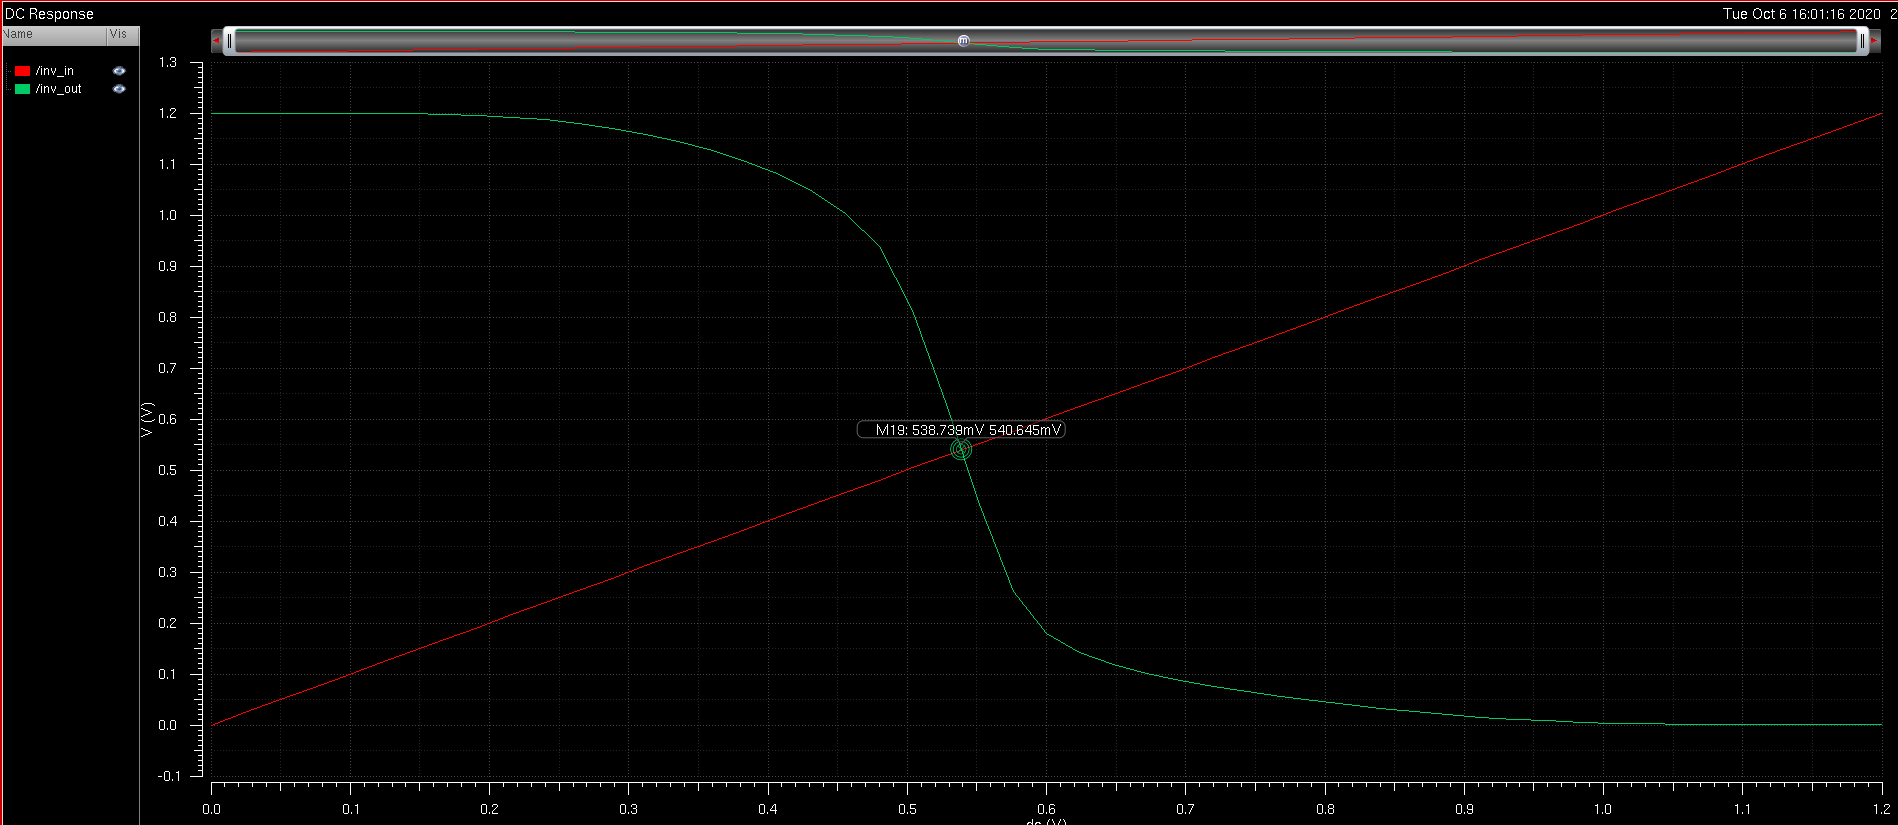 DC Response
Tue Oct 6 16:01:16 2020 2
Name Vis
/inv_in
/inv_out
m
1.3
1.2
1.1
1.0
0.9
0.8
0.7
0.6
0.5
0.4
0.3
0.2
0.1
0.0
-0.1
V (V)
M19: 538.739mV 540.645mV
0.0 0.1 0.2 0.3 0.4 0.5 0.6 0.7 0.8 0.9 1.0 1.1 1.2
dc (V)